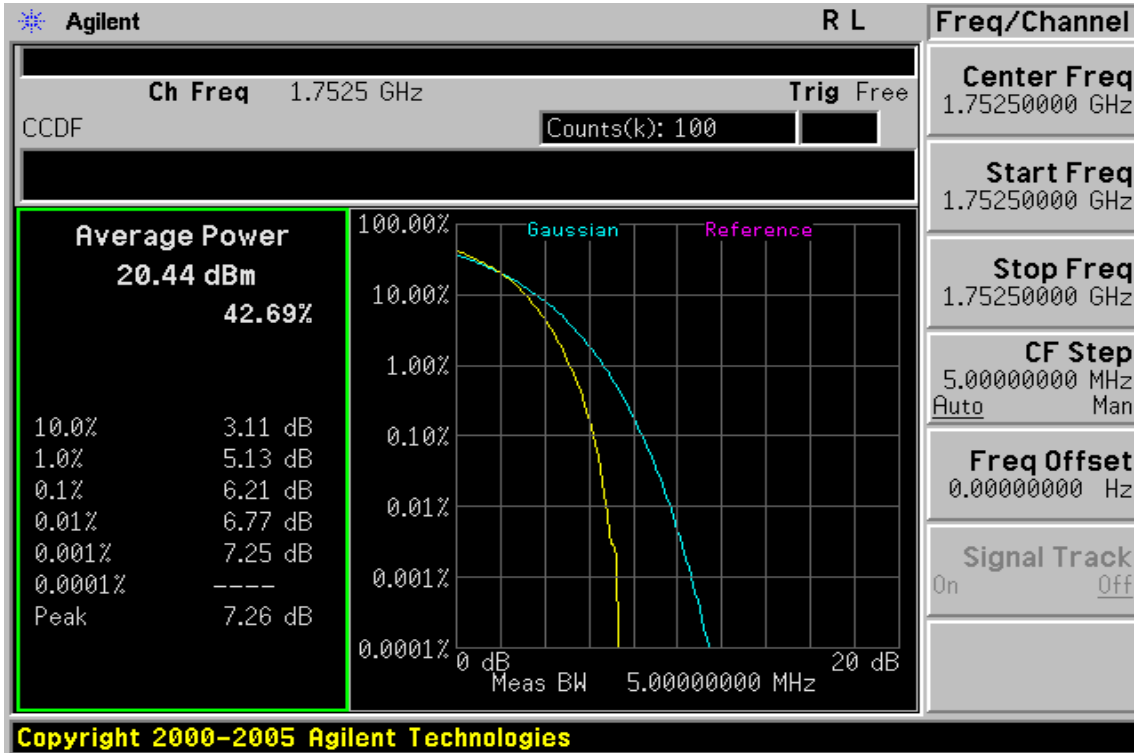 Agilent R L
Ch Freq 1.7525 GHz Trig Free
CCDF Counts(k): 100
Average Power
20.44 dBm
42.69%
10.0% 3.11 dB
1.0% 5.13 dB
0.1% 6.21 dB
0.01% 6.77 dB
0.001% 7.25 dB
0.0001% ----
Peak 7.26 dB
Gaussian Reference
100.00%
10.00%
1.00%
0.10%
0.01%
0.001%
0.0001%
0 dB 20 dB
Meas BW 5.00000000 MHz
Freq/Channel
Center Freq
1.75250000 GHz
Start Freq
1.75250000 GHz
Stop Freq
1.75250000 GHz
CF Step
5.00000000 MHz
Auto Man
Freq Offset
0.00000000 Hz
Signal Track
On Off
Copyright 2000-2005 Agilent Technologies